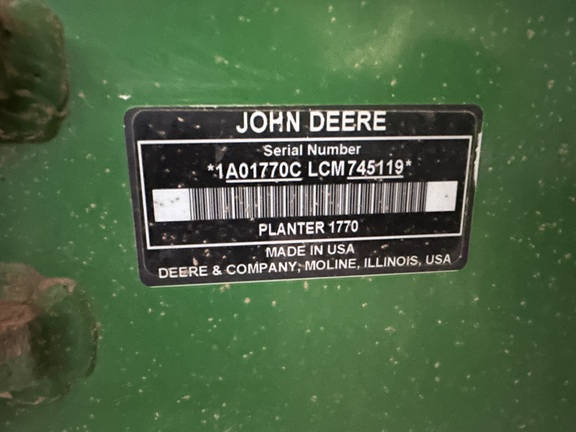 JOHN DEERE
Serial Number
*1A01770C LCM745119*
PLANTER 1770
MADE IN USA
DEERE & COMPANY, MOLINE, ILLINOIS, USA